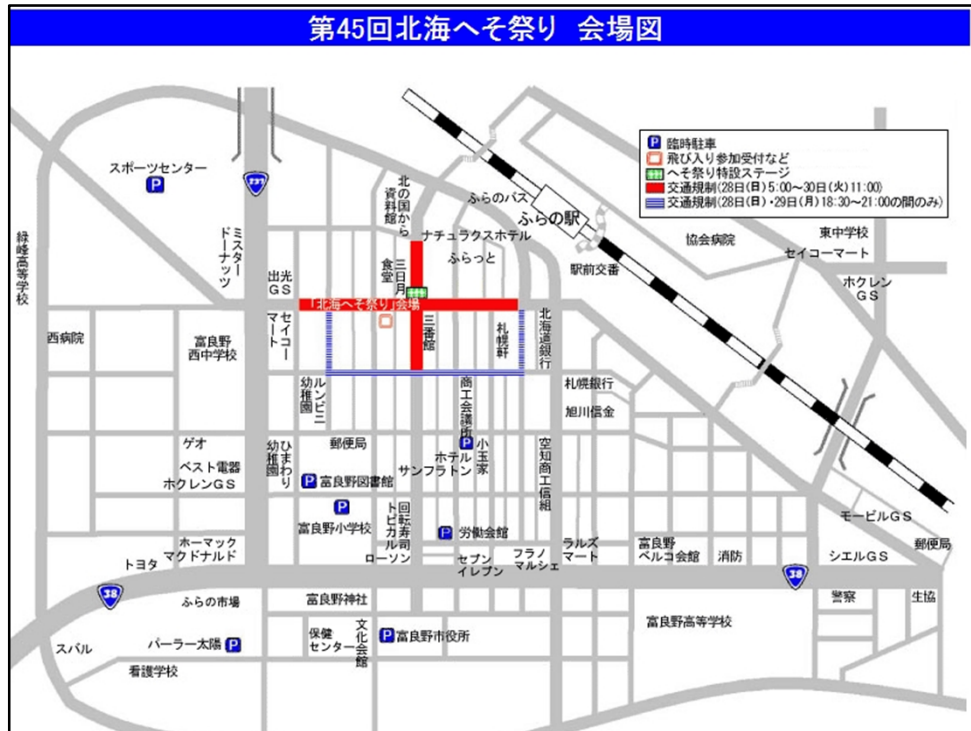 第45回北海へそ祭り 会場図
P 臨時駐車
飛び入り参加受付など
へそ祭り特設ステージ
交通規制(28日(日)5:00～30日(火)11:00)
交通規制(28日(日)・29日(月)18:30～21:00の間のみ)
スポーツセンター
P
237
北の国から
資料館
ふらのバス
ふらの駅
ナチュラクスホテル
ふらっと
駅前交番
協会病院
東中学校
セイコーマート
ホクレン
GS
緑峰高等学校
ミスター
ドーナッツ
出光
GS
三日月
食堂
「北海へそ祭り」会場
西病院
富良野
西中学校
セイコー
マート
三番館
札幌軒
北海道銀行
ルンビニ
幼稚園
商工会議所
札幌銀行
旭川信金
ゲオ
ベスト電器
ホクレンGS
ひまわり
幼稚園
郵便局
P
小玉家
ホテル
サンフラトン
空知商工信組
P 富良野図書館
P
富良野小学校
回転寿司
トピカル
P 労働会館
モービルGS
ホーマック
マクドナルド
トヨタ
ローソン
セブン
イレブン
フラノ
マルシェ
ラルズ
マート
富良野
ベルコ会館
消防
シエルGS
郵便局
38
38
ふらの市場
富良野神社
警察
生協
スバル
パーラー太陽 P
保健
センター
文化会館
P 富良野市役所
富良野高等学校
看護学校